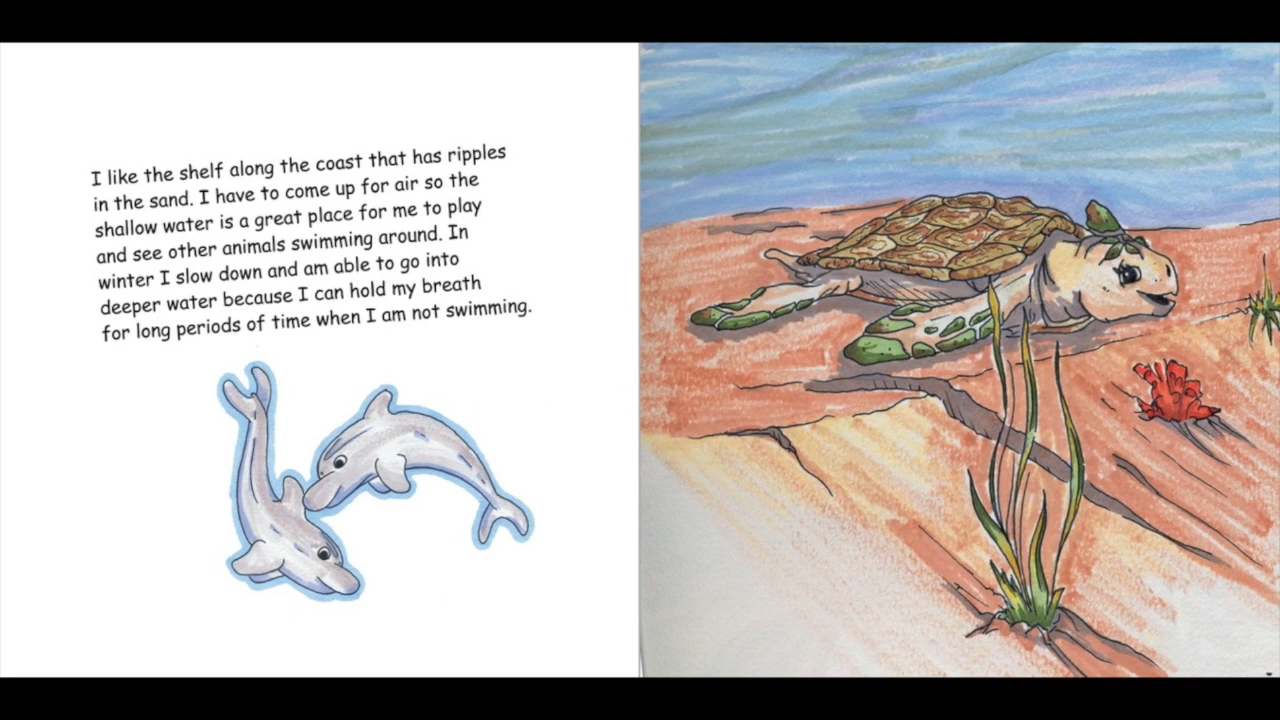 I like the shelf along the coast that has ripples
in the sand. I have to come up for air so the
shallow water is a great place for me to play
and see other animals swimming around. In
winter I slow down and am able to go into
deeper water because I can hold my breath
for long periods of time when I am not swimming.